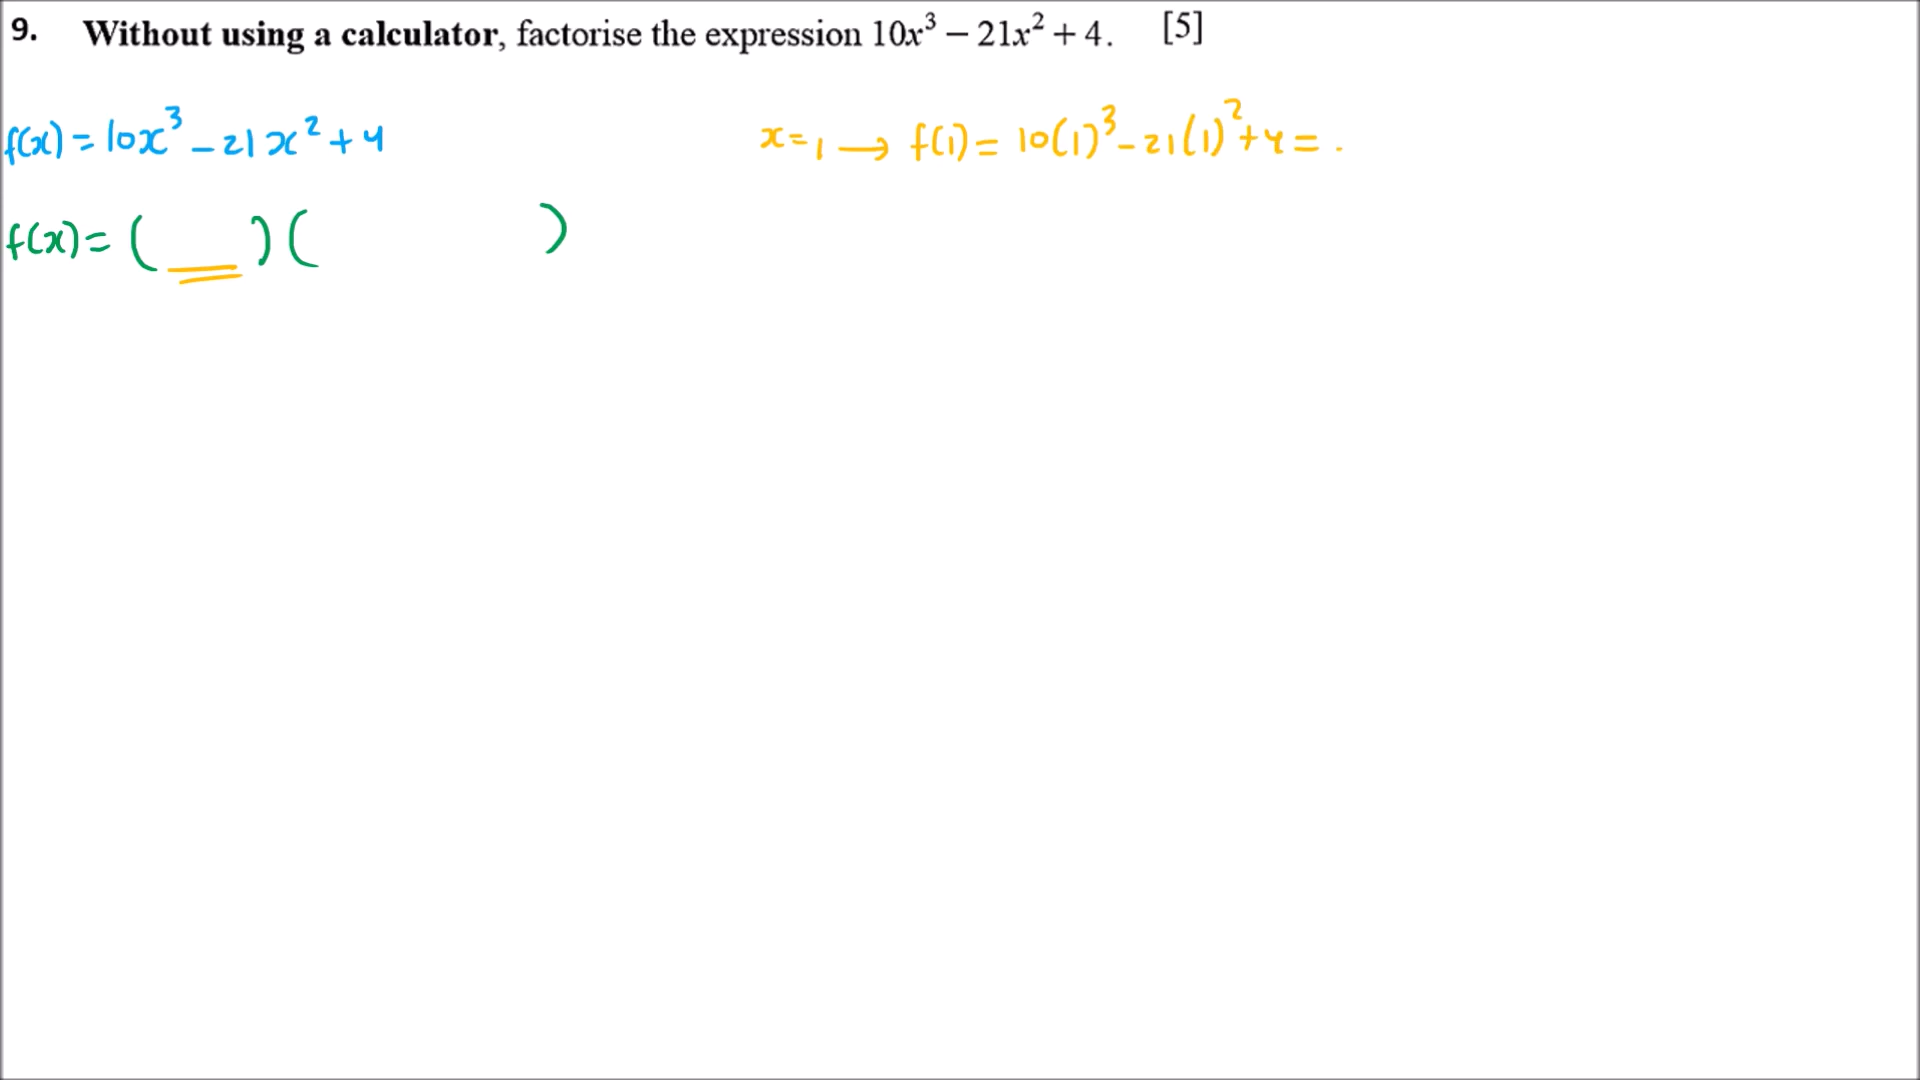 9. Without using a calculator, factorise the expression 10x³ – 21x² + 4. [5]
f(x) = 10x³ – 21x² + 4
x=1 → f(1) = 10(1)³ – 21(1)² + 4 = .
f(x) = ( __ ) ( )